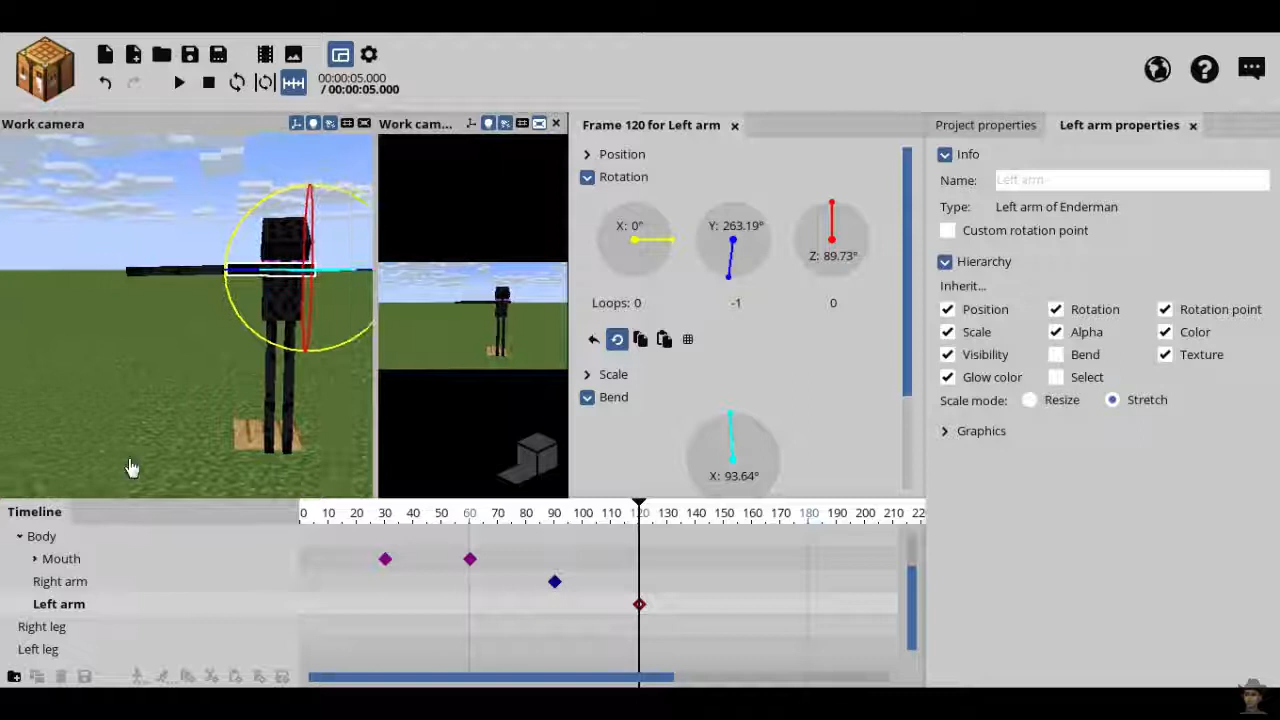 00:00:05.000
/ 00:00:05.000
Work camera
Work cam...
Frame 120 for Left arm
Project properties
Left arm properties
Position
Rotation
X: 0°
Y: 263.19°
Z: 89.73°
Loops: 0
-1
0
Scale
Bend
X: 93.64°
Info
Name:
Left arm
Type:
Left arm of Enderman
Custom rotation point
Hierarchy
Inherit...
Position
Rotation
Rotation point
Scale
Alpha
Color
Visibility
Bend
Texture
Glow color
Select
Scale mode:
Resize
Stretch
Graphics
Timeline
0 10 20 30 40 50 60 70 80 90 100 110 120 130 140 150 160 170 180 190 200 210 22
Body
Mouth
Right arm
Left arm
Right leg
Left leg